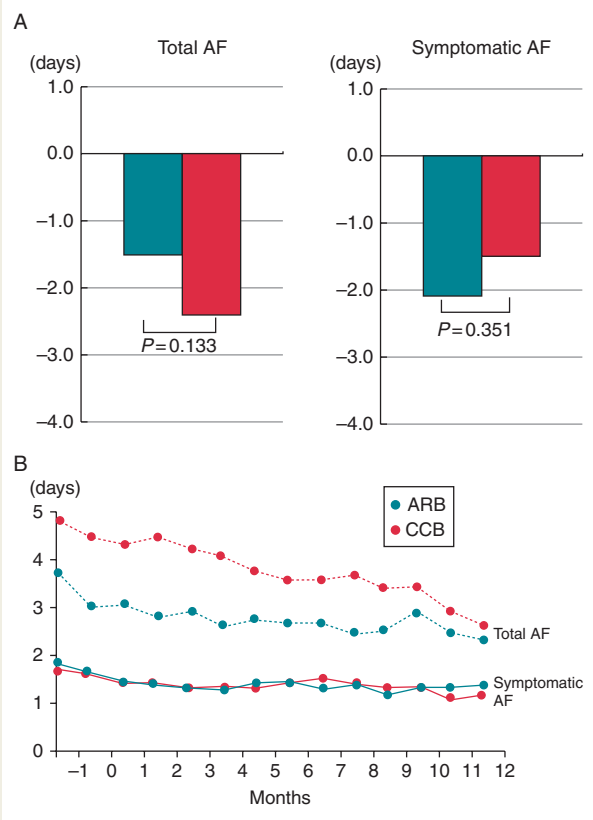 A
Total AF
(days)
1.0
0.0
−1.0
−2.0
−3.0
−4.0
P=0.133
Symptomatic AF
(days)
1.0
0.0
−1.0
−2.0
−3.0
−4.0
P=0.351
B
(days)
5
4
3
2
1
0
ARB
CCB
Total AF
Symptomatic
AF
−1 0 1 2 3 4 5 6 7 8 9 10 11 12
Months